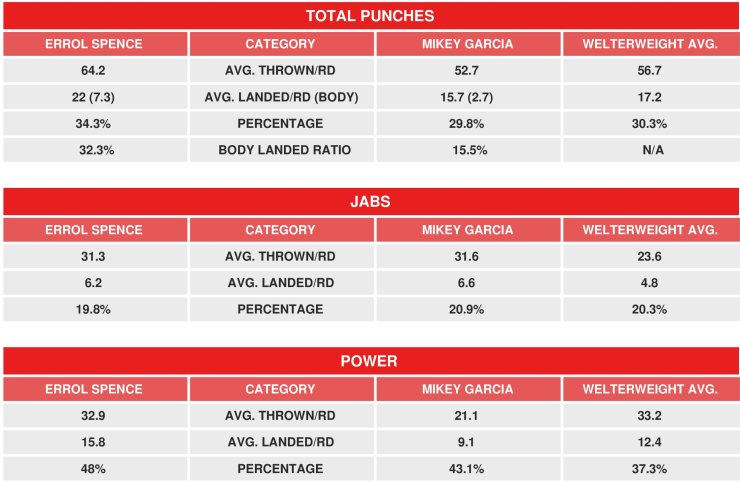 TOTAL PUNCHES
ERROL SPENCE CATEGORY MIKEY GARCIA WELTERWEIGHT AVG.
64.2 AVG. THROWN/RD 52.7 56.7
22 (7.3) AVG. LANDED/RD (BODY) 15.7 (2.7) 17.2
34.3% PERCENTAGE 29.8% 30.3%
32.3% BODY LANDED RATIO 15.5% N/A
JABS
ERROL SPENCE CATEGORY MIKEY GARCIA WELTERWEIGHT AVG.
31.3 AVG. THROWN/RD 31.6 23.6
6.2 AVG. LANDED/RD 6.6 4.8
19.8% PERCENTAGE 20.9% 20.3%
POWER
ERROL SPENCE CATEGORY MIKEY GARCIA WELTERWEIGHT AVG.
32.9 AVG. THROWN/RD 21.1 33.2
15.8 AVG. LANDED/RD 9.1 12.4
48% PERCENTAGE 43.1% 37.3%